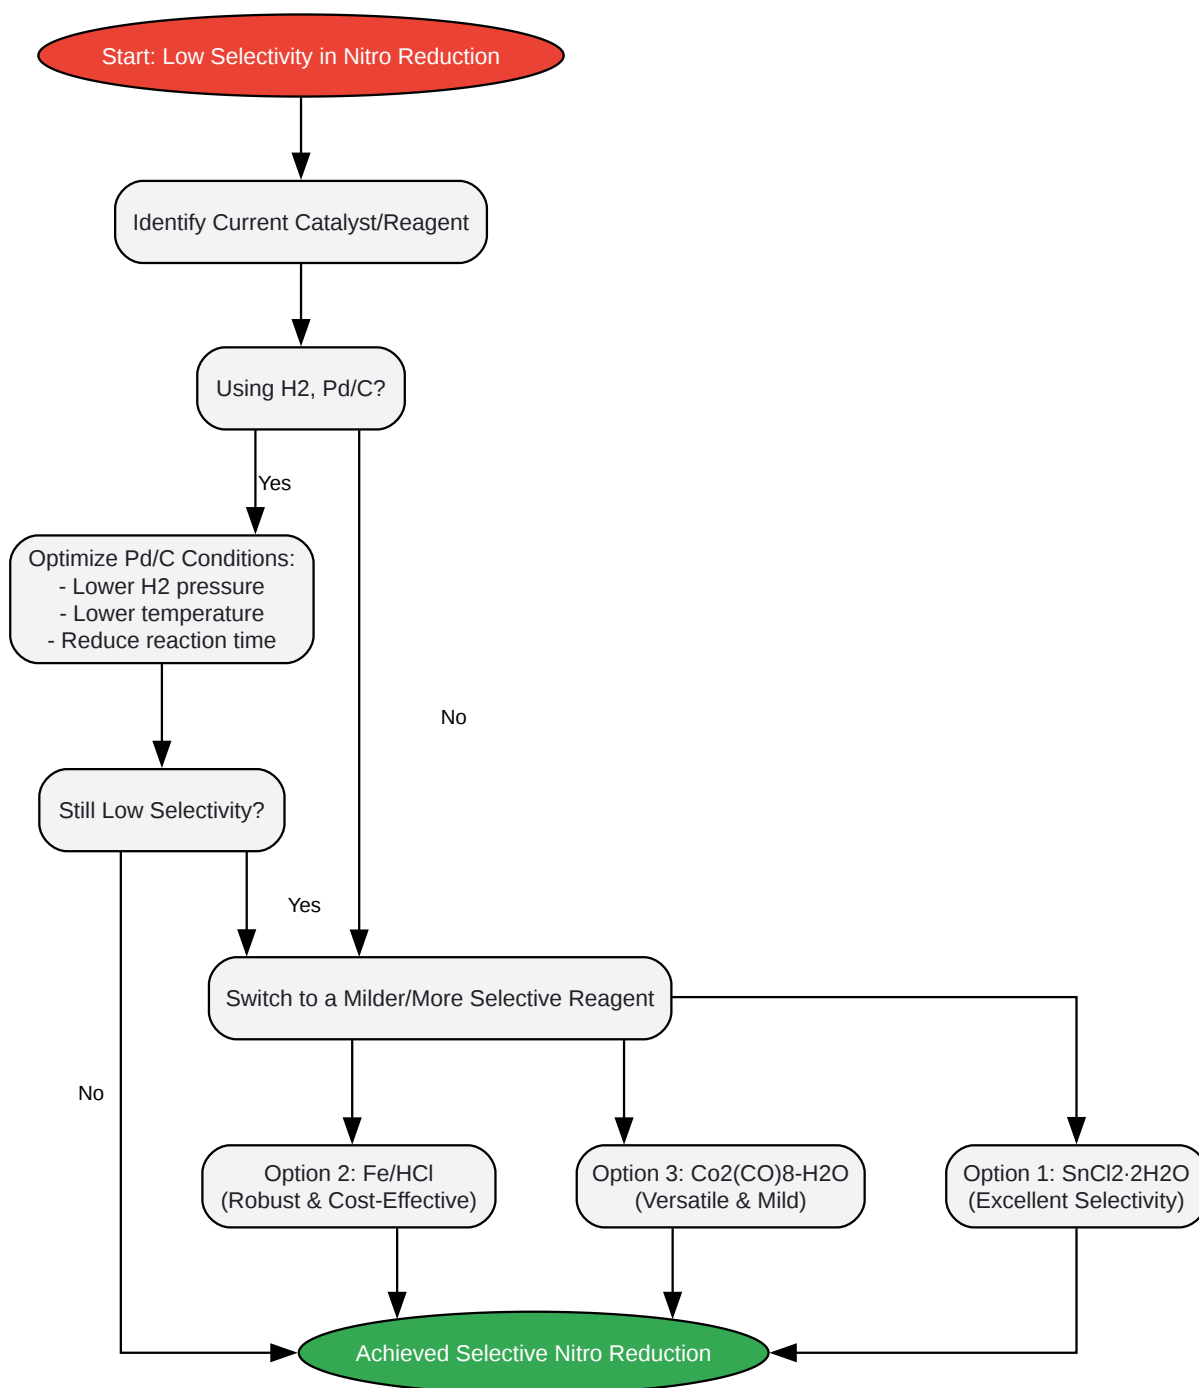 Start: Low Selectivity in Nitro Reduction
Identify Current Catalyst/Reagent
Using H2, Pd/C?
Yes
Optimize Pd/C Conditions:
- Lower H2 pressure
- Lower temperature
- Reduce reaction time
No
Still Low Selectivity?
Yes
Switch to a Milder/More Selective Reagent
No
Option 2: Fe/HCl
(Robust & Cost-Effective)
Option 3: Co2(CO)8-H2O
(Versatile & Mild)
Option 1: SnCl2·2H2O
(Excellent Selectivity)
Achieved Selective Nitro Reduction